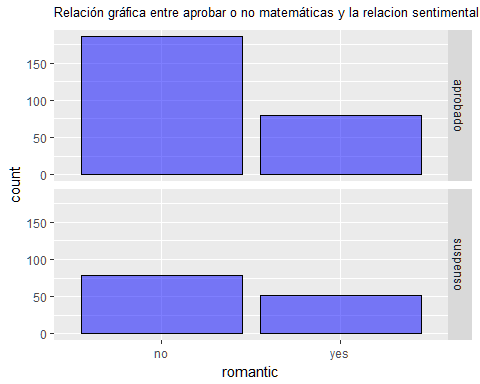 Relación gráfica entre aprobar o no matemáticas y la relacion sentimental
150
100
50
0
aprobado
count
150
100
50
0
suspenso
no yes
romantic